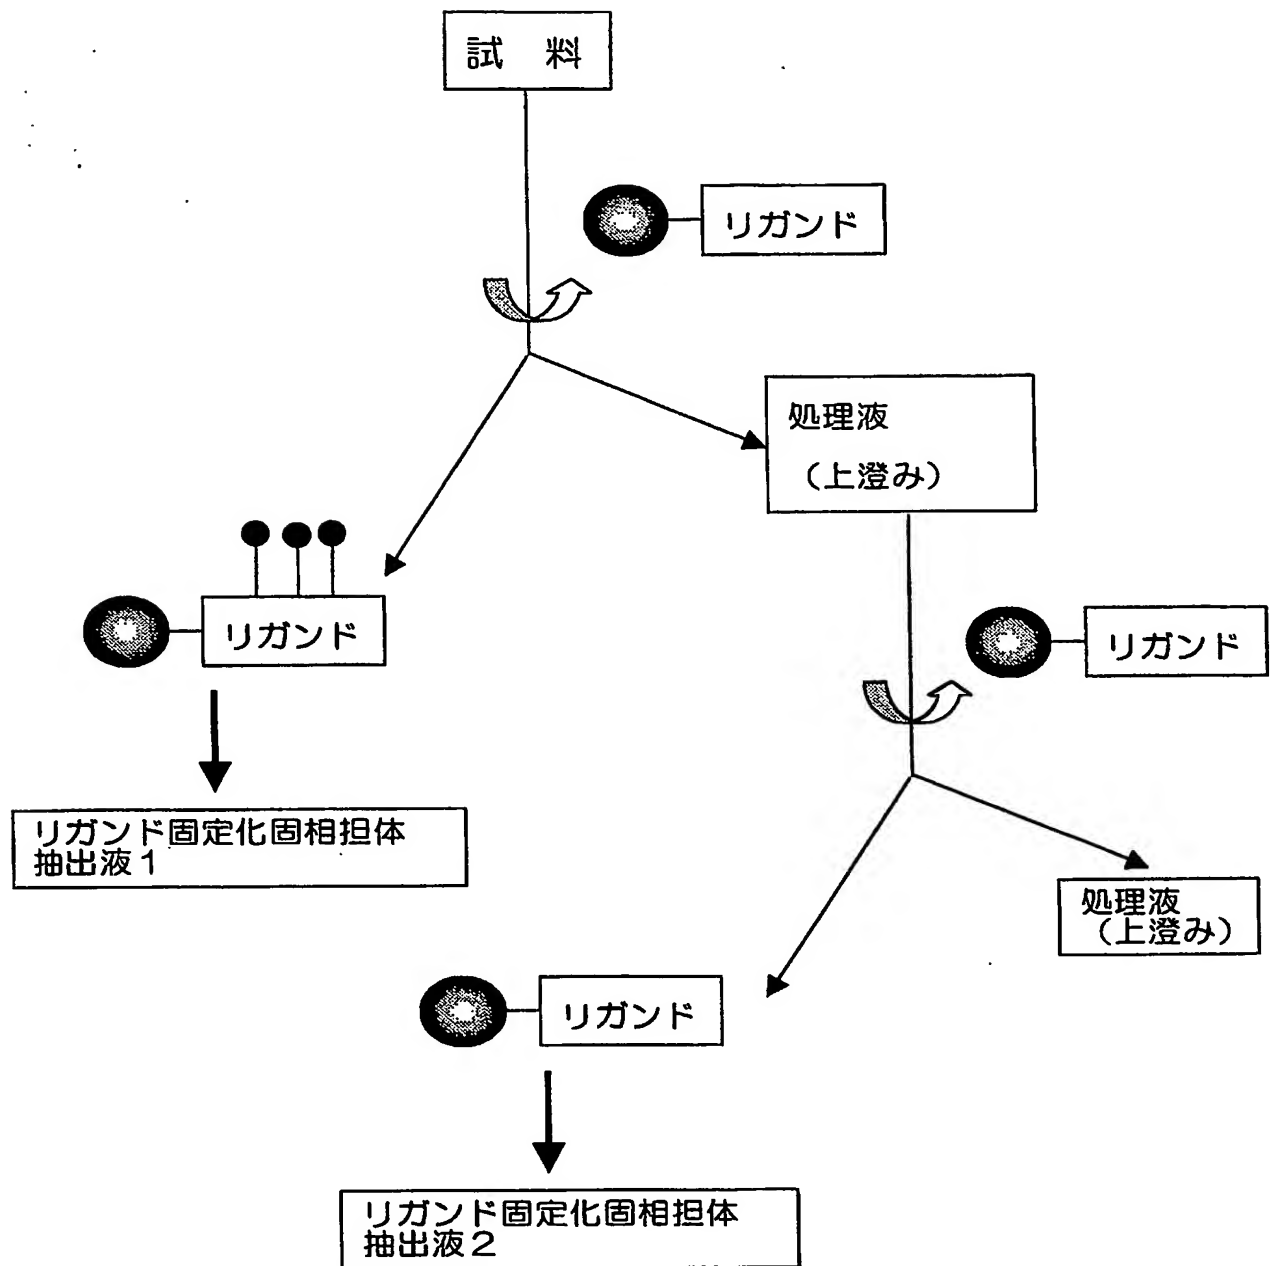 試 料
リガンド
処理液
（上澄み）
リガンド
リガンド
リガンド固定化固相担体
抽出液1
処理液
（上澄み）
リガンド
リガンド固定化固相担体
抽出液2